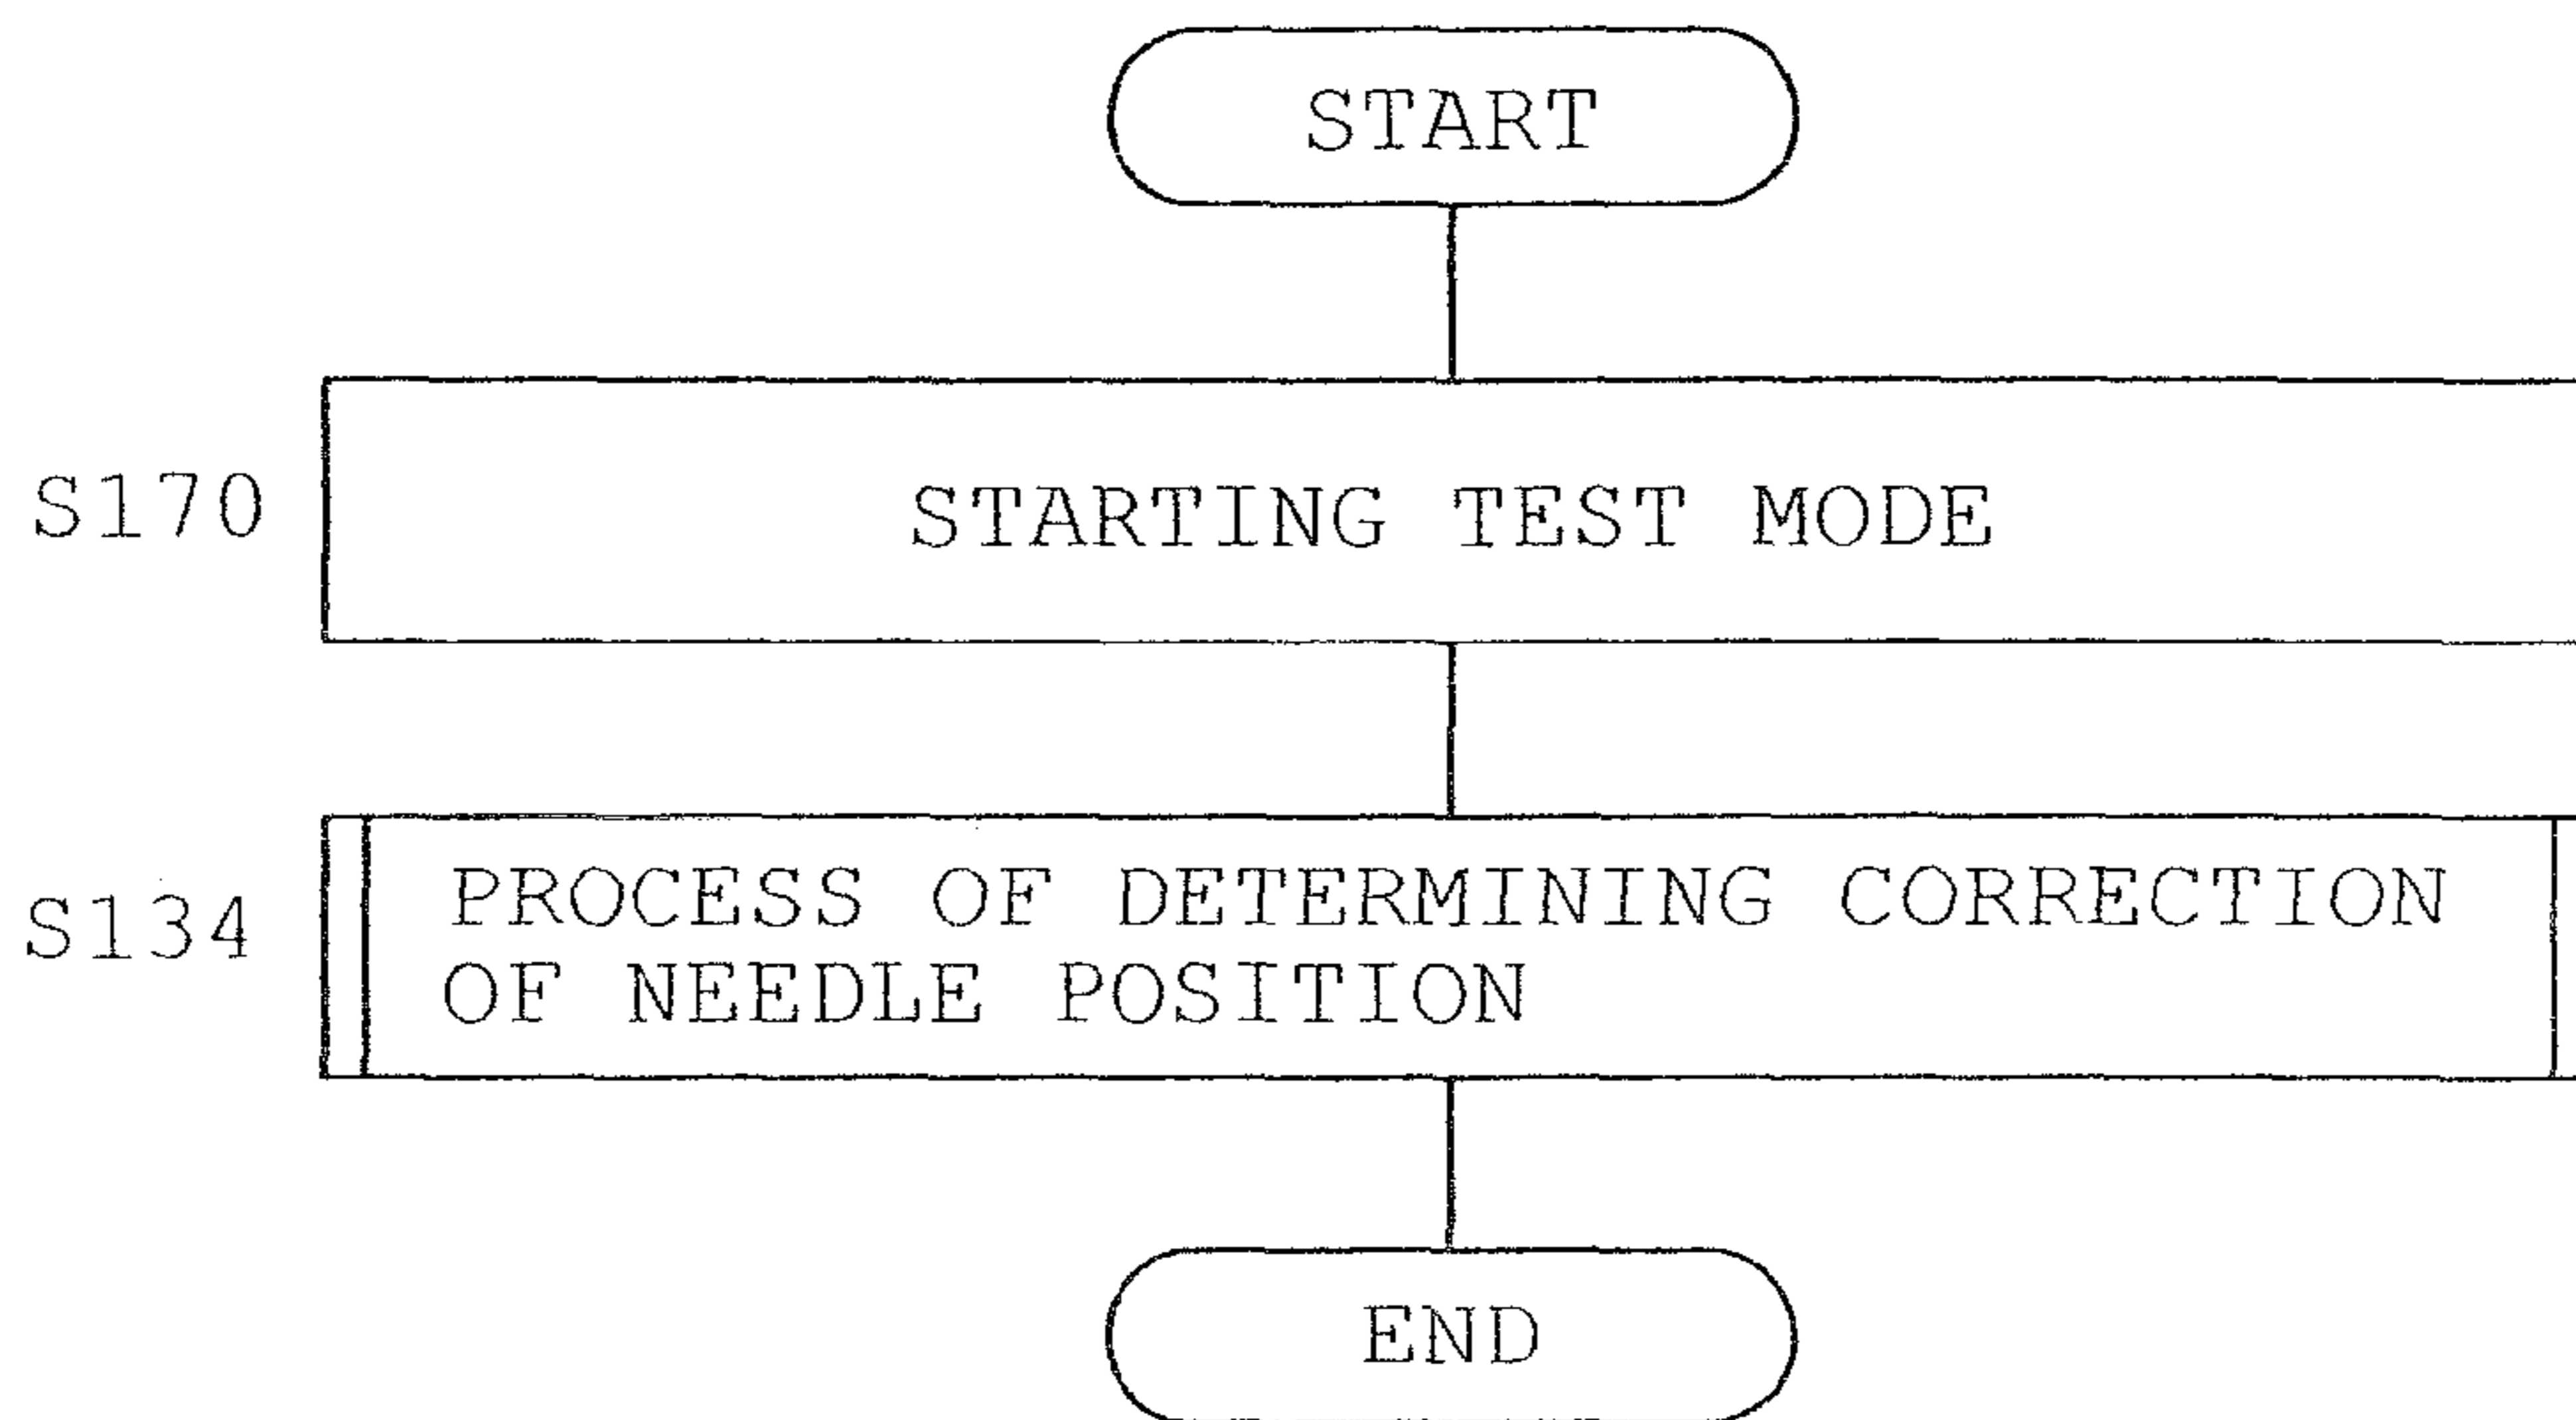 START
S170
STARTING TEST MODE
S134
PROCESS OF DETERMINING CORRECTION
OF NEEDLE POSITION
END